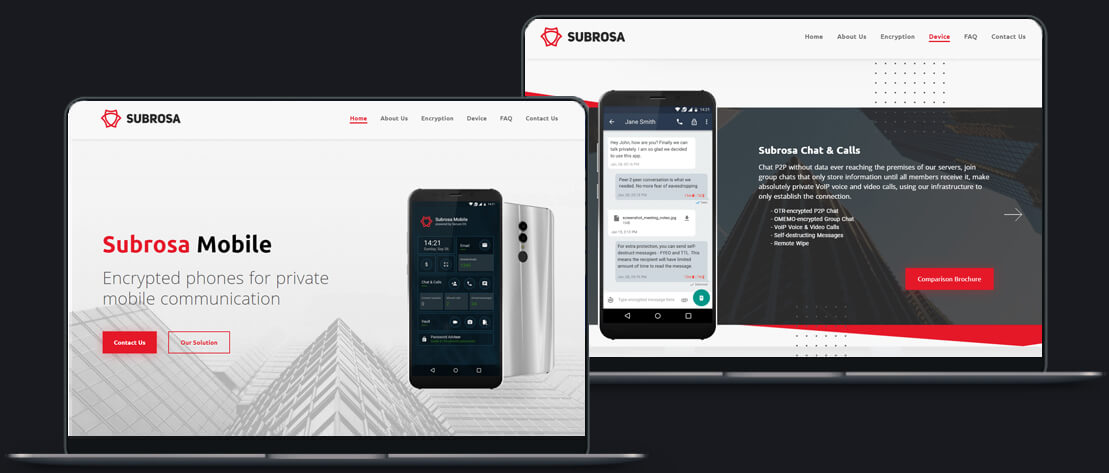 SUBROSA
Home About Us Encryption Device FAQ Contact Us
Subrosa Mobile
Encrypted phones for private
mobile communication
Contact Us
Our Solution
Subrosa Mobile
powered by Secure OS
14:21
Email
Chat & Calls
Vault
Password Advisor
SUBROSA
Home About Us Encryption Device FAQ Contact Us
14:21
Jane Smith
Hey John, how are you? Finally we can
talk privately. I am so glad we decided
to use this app.
Peer-2-peer conversation is what we
needed. No more fear of eavesdropping
screenshot_meeting_notes.jpg
For extra protection, you can send self-
destruct messages - FYEO and TTL. This
means the recipient will have limited
amount of time to read the message.
Type encrypted message here
Subrosa Chat & Calls
Chat P2P without data ever reaching the premises of our servers, join
group chats that only store information until all members receive it, make
absolutely private VoIP voice and video calls, using our infrastructure to
only establish the connection.
- OTR-encrypted P2P Chat
- OMEMO-encrypted Group Chat
- VoIP Voice & Video Calls
- Self-destructing Messages
- Remote Wipe
Comparison Brochure